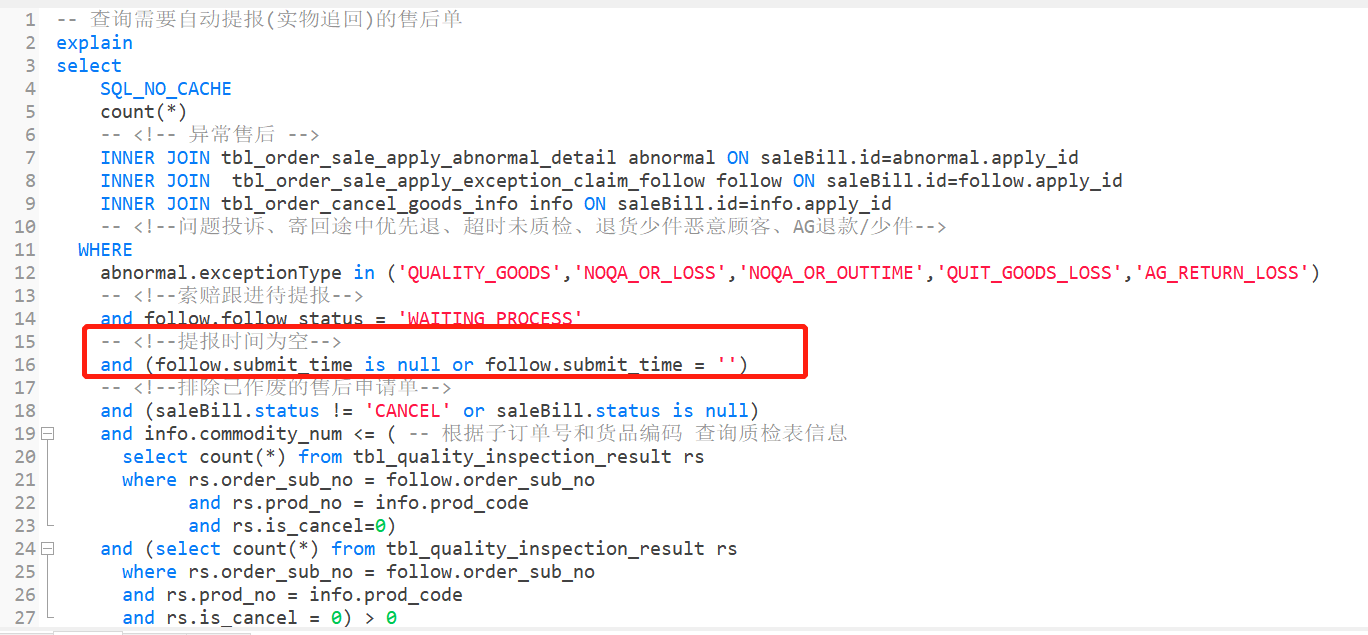 1 -- 查询需要自动提报(实物追回)的售后单
2 explain
3 select
4 SQL_NO_CACHE
5 count(*)
6 -- <!-- 异常售后 -->
7 INNER JOIN tbl_order_sale_apply_abnormal_detail abnormal ON saleBill.id=abnormal.apply_id
8 INNER JOIN  tbl_order_sale_apply_exception_claim_follow follow ON saleBill.id=follow.apply_id
9 INNER JOIN tbl_order_cancel_goods_info info ON saleBill.id=info.apply_id
10 -- <!--问题投诉、寄回途中优先退、超时未质检、退货少件恶意顾客、AG退款/少件-->
11 WHERE
12 abnormal.exceptionType in ('QUALITY_GOODS','NOQA_OR_LOSS','NOQA_OR_OUTTIME','QUIT_GOODS_LOSS','AG_RETURN_LOSS')
13 -- <!--索赔跟进待提报-->
14 and follow.follow_status = 'WAITING_PROCESS'
15 -- <!--提报时间为空-->
16 and (follow.submit_time is null or follow.submit_time = '')
17 -- <!--排除已作废的售后申请单-->
18 and (saleBill.status != 'CANCEL' or saleBill.status is null)
19 and info.commodity_num <= ( -- 根据子订单号和货品编码 查询质检表信息
20 select count(*) from tbl_quality_inspection_result rs
21 where rs.order_sub_no = follow.order_sub_no
22 and rs.prod_no = info.prod_code
23 and rs.is_cancel=0)
24 and (select count(*) from tbl_quality_inspection_result rs
25 where rs.order_sub_no = follow.order_sub_no
26 and rs.prod_no = info.prod_code
27 and rs.is_cancel = 0) > 0